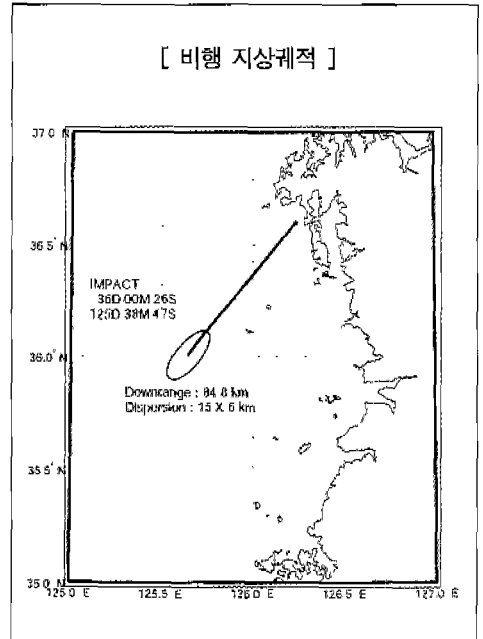 [ 비행 지상궤적 ]
37.0 N
36.5° N
IMPACT
36D 00M 26S
125D 38M 47S
36.0° N
Downrange : 84.8 km
Dispersion : 15 X 6 km
35.5° N
35.0 N
125.0 E 125.5 E 126.0 E 126.5 E 127.0 E